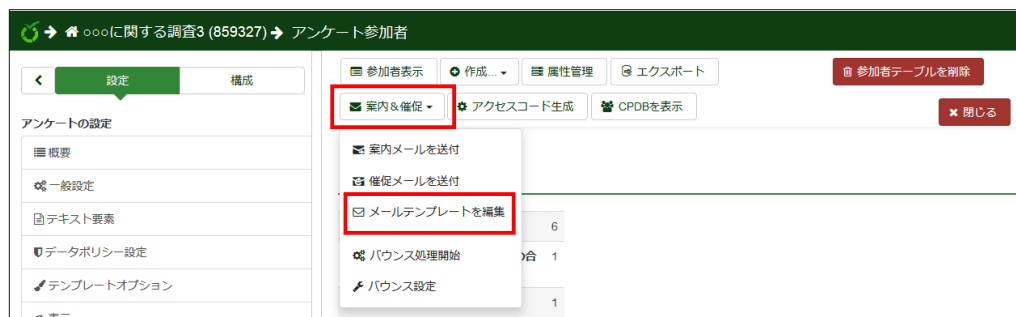 ○○○に関する調査3 (859327) アンケート参加者
設定 構成
アンケートの設定
概要
一般設定
テキスト要素
データポリシー設定
テンプレートオプション
参加者表示 作成... 属性管理 エクスポート 参加者テーブルを削除
案内&催促 アクセスコード生成 CPDBを表示 閉じる
案内メールを送付
催促メールを送付
メールテンプレートを編集
バウンス処理開始
バウンス設定
6
合 1
1